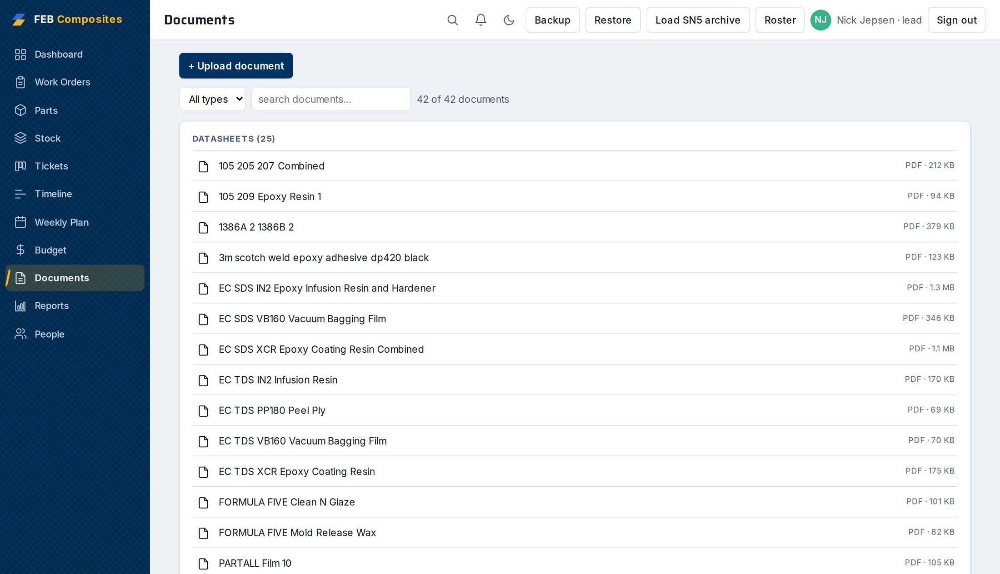 FEB Composites
Dashboard
Work Orders
Parts
Stock
Tickets
Timeline
Weekly Plan
Budget
Documents
Reports
People
Documents
Backup
Restore
Load SN5 archive
Roster
NJ
Nick Jepsen · lead
Sign out
+ Upload document
All types
search documents...
42 of 42 documents
DATASHEETS (25)
105 205 207 Combined PDF · 212 KB
105 209 Epoxy Resin 1 PDF · 94 KB
1386A 2 1386B 2 PDF · 379 KB
3m scotch weld epoxy adhesive dp420 black PDF · 123 KB
EC SDS IN2 Epoxy Infusion Resin and Hardener PDF · 1.3 MB
EC SDS VB160 Vacuum Bagging Film PDF · 346 KB
EC SDS XCR Epoxy Coating Resin Combined PDF · 1.1 MB
EC TDS IN2 Infusion Resin PDF · 170 KB
EC TDS PP180 Peel Ply PDF · 69 KB
EC TDS VB160 Vacuum Bagging Film PDF · 70 KB
EC TDS XCR Epoxy Coating Resin PDF · 175 KB
FORMULA FIVE Clean N Glaze PDF · 101 KB
FORMULA FIVE Mold Release Wax PDF · 82 KB
PARTALL Film 10 PDF · 105 KB